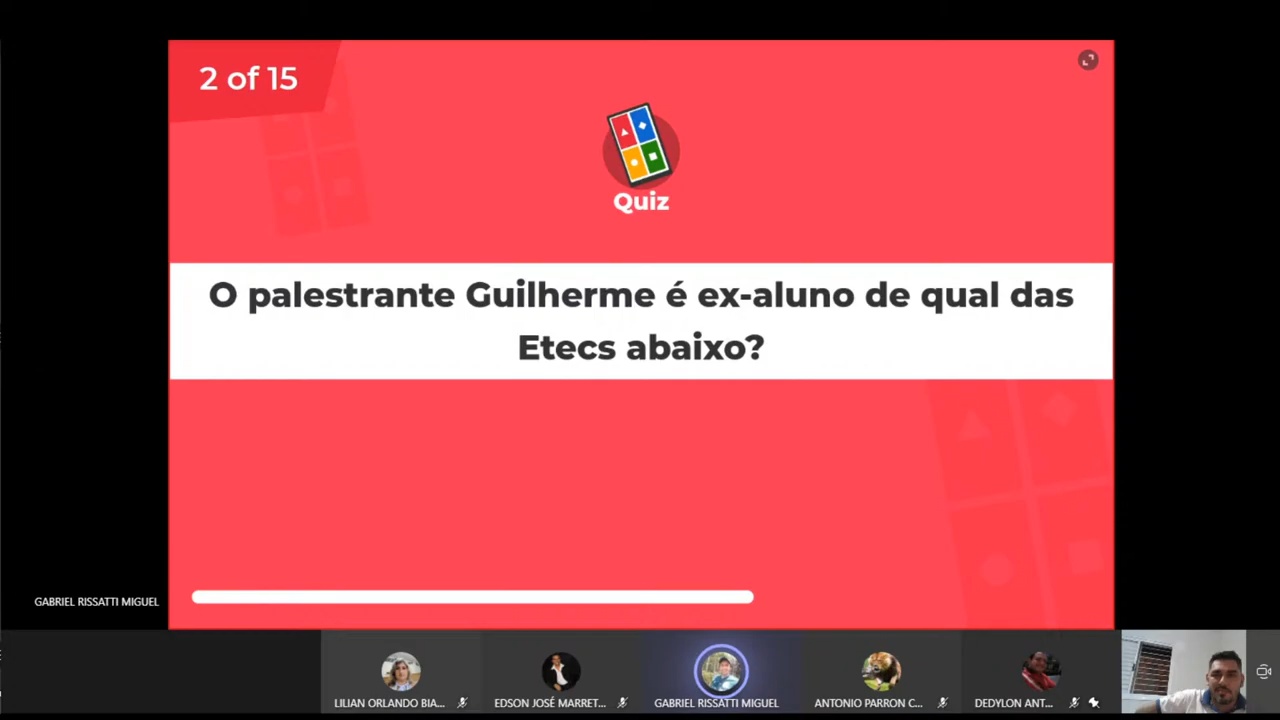 2 of 15
Quiz
O palestrante Guilherme é ex-aluno de qual das
Etecs abaixo?
GABRIEL RISSATTI MIGUEL
LILIAN ORLANDO BIA...
EDSON JOSÉ MARRET...
GABRIEL RISSATTI MIGUEL
ANTONIO PARRON C...
DEDYLON ANT...